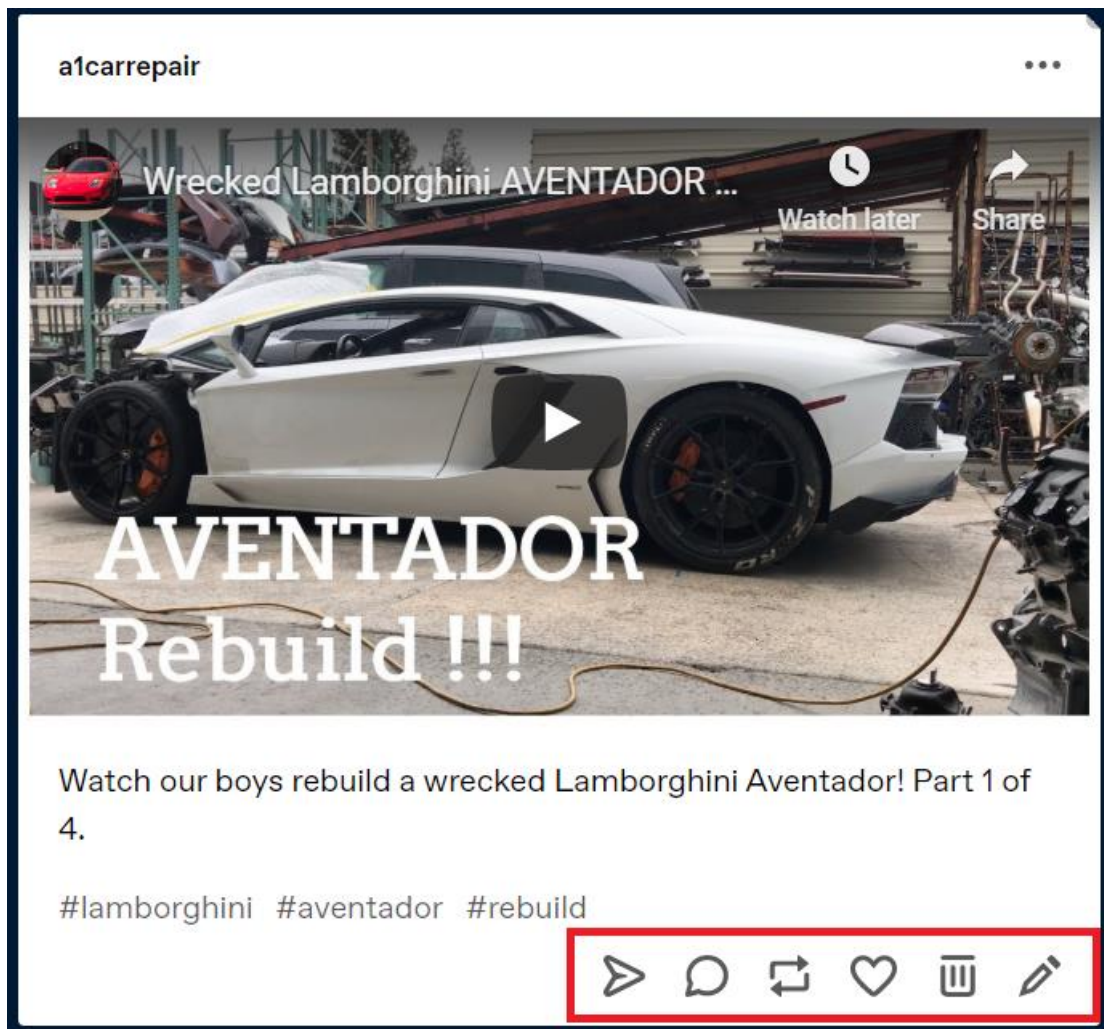 a1carrepair
Wrecked Lamborghini AVENTADOR ...
Watch later
Share
AVENTADOR
Rebuild !!!
Watch our boys rebuild a wrecked Lamborghini Aventador! Part 1 of
4.
#lamborghini #aventador #rebuild